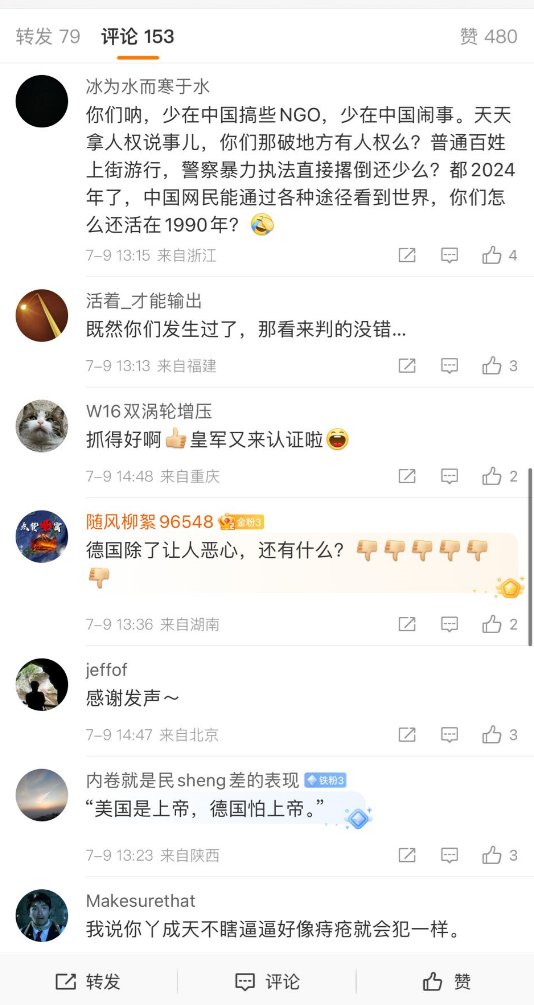 转发 79 评论 153 赞 480
冰为水而寒于水
你们呐，少在中国搞些NGO，少在中国闹事。天天
拿人权说事儿，你们那破地方有人权么？普通百姓
上街游行，警察暴力执法直接撂倒还少么？都2024
年了，中国网民能通过各种途径看到世界，你们怎
么还活在1990年？🤣
7-9 13:15 来自浙江 4
活着_才能输出
既然你们发生过了，那看来判的没错...
7-9 13:13 来自福建 3
W16双涡轮增压
抓得好啊👍皇军又来认证啦😄
7-9 14:48 来自重庆 2
随风柳絮96548 金粉3
德国除了让人恶心，还有什么？👎👎👎👎👎
👎
7-9 13:36 来自湖南 2
jeffof
感谢发声～
7-9 14:47 来自北京 3
内卷就是民sheng差的表现 铁粉3
“美国是上帝，德国怕上帝。”
7-9 13:23 来自陕西 3
Makesurethat
我说你丫成天不瞎逼逼好像痔疮就会犯一样。
转发 评论 赞